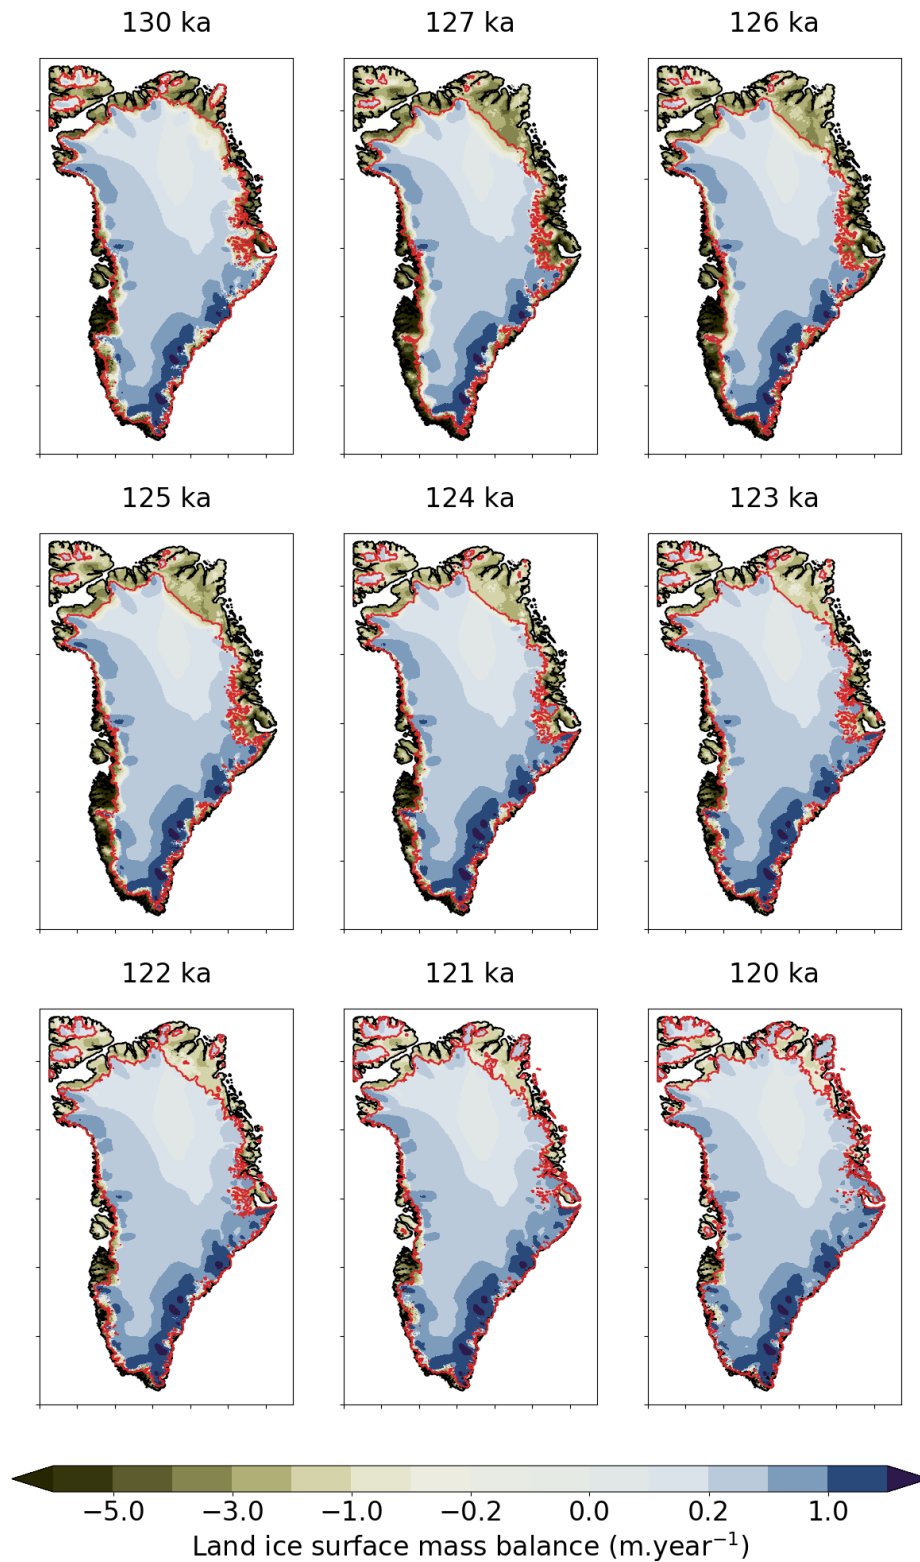 130 ka 127 ka 126 ka
125 ka 124 ka 123 ka
122 ka 121 ka 120 ka
−5.0 −3.0 −1.0 −0.2 0.0 0.2 1.0
Land ice surface mass balance (m.year⁻¹)